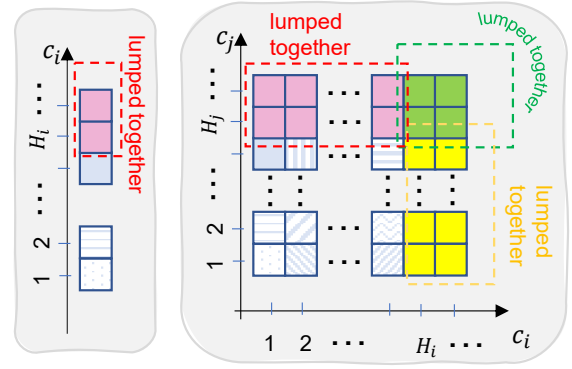 c_i
lumped together
⋯
H_i
⋯
2
1
c_j
lumped
together
lumped together
⋯
H_j
⋯
2
1
lumped
together
1 2 ⋯ H_i ⋯
c_i